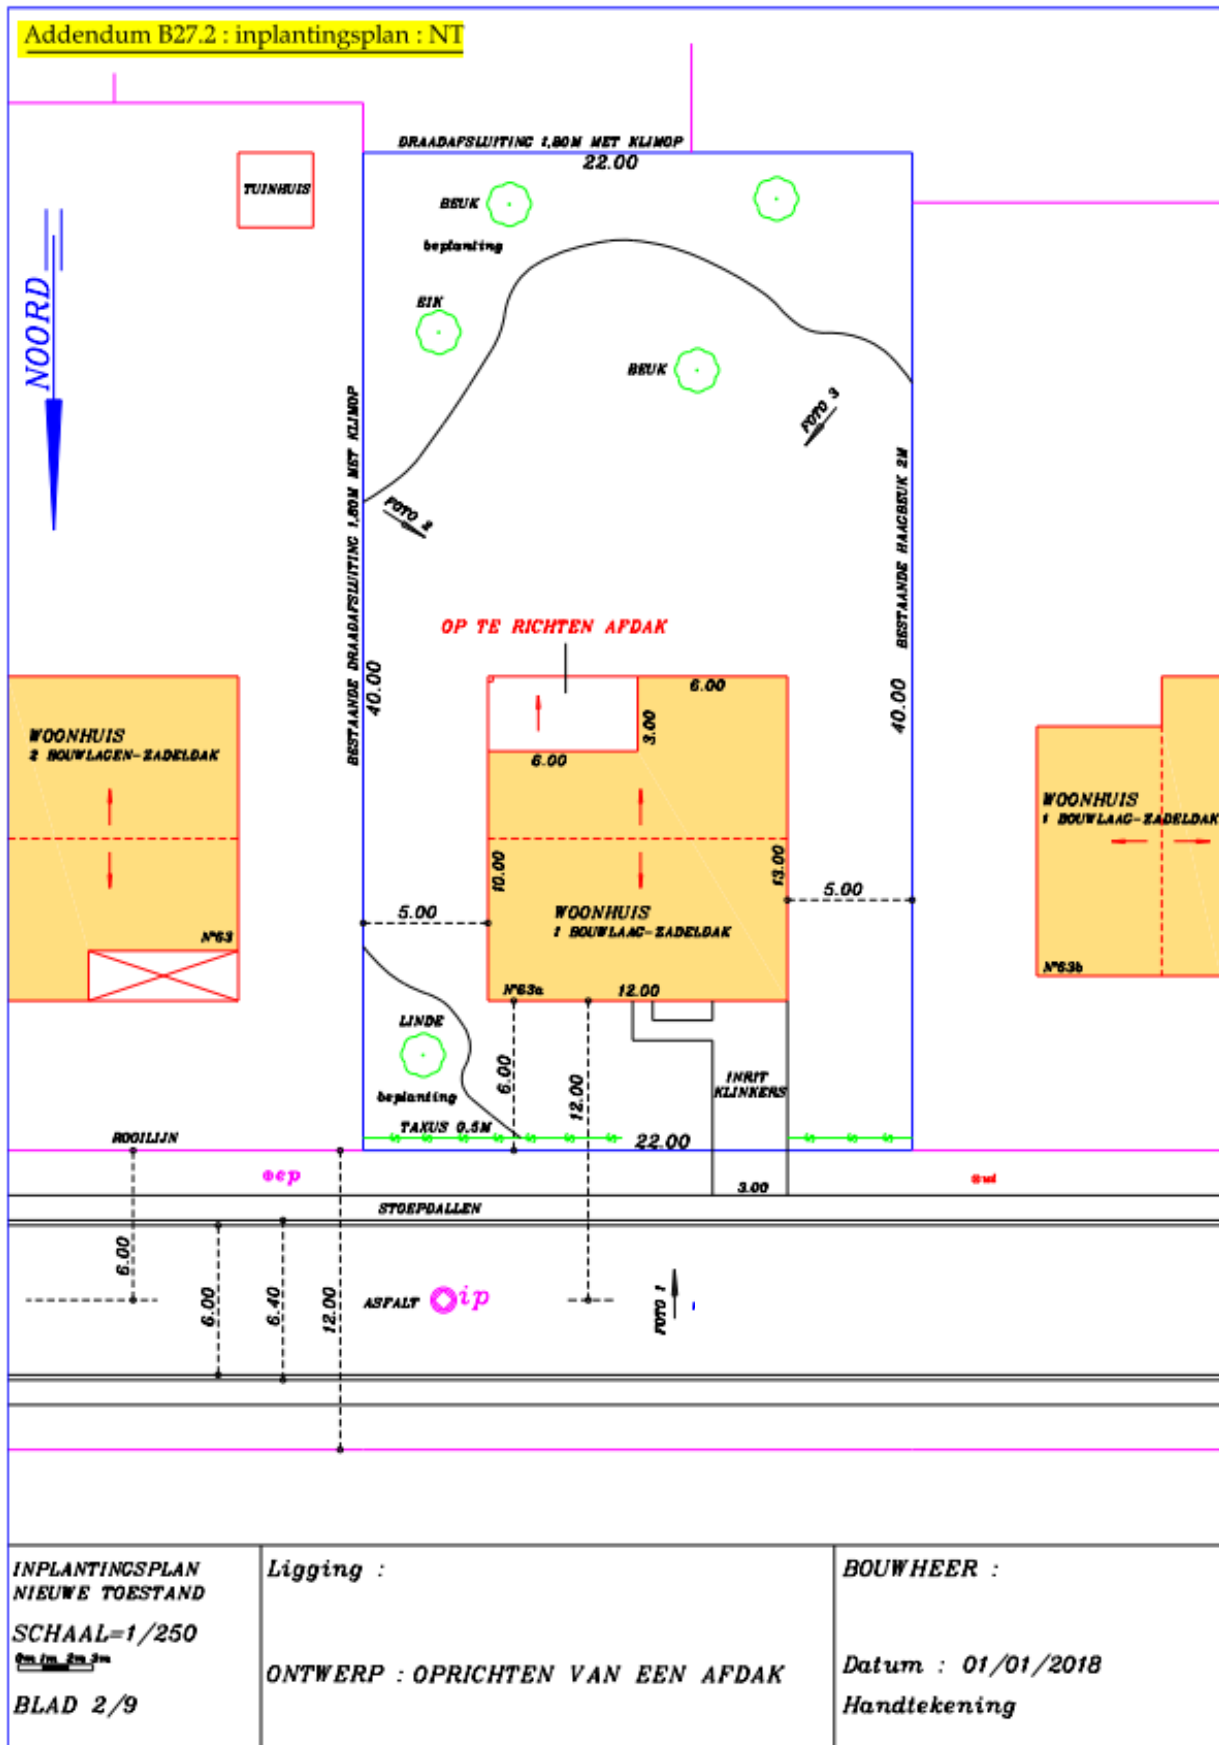 Addendum B27.2 : inplantingsplan : NT
DRAADAFSLUITING 1,80M MET KLIMOP
22.00
TUINHUIS
BEUK
beplanting
NOORD
EIK
BEUK
FOTO 3
BESTAANDE DRAADAFSLUITING 1,80M MET KLIMOP
40.00
BESTAANDE HAAGBEUK 2M
40.00
FOTO 2
OP TE RICHTEN AFDAK
6.00
3.00
6.00
WOONHUIS
2 BOUWLAGEN-ZADELDAK
WOONHUIS
1 BOUWLAAG-ZADELDAK
10.00
13.00
5.00
5.00
WOONHUIS
1 BOUWLAAG-ZADELDAK
N°63
N°63b
N°63a
12.00
LINDE
6.00
12.00
INRIT
KLINKERS
beplanting
TAXUS 0.5M
22.00
ROOILIJN
ep
3.00
STOEPDALLEN
6.00
6.00
6.40
12.00
ASFALT
ip
FOTO 1
INPLANTINGSPLAN
NIEUWE TOESTAND
SCHAAL=1/250
0m 1m 2m 3m
BLAD 2/9
Ligging :
ONTWERP : OPRICHTEN VAN EEN AFDAK
BOUWHEER :
Datum : 01/01/2018
Handtekening